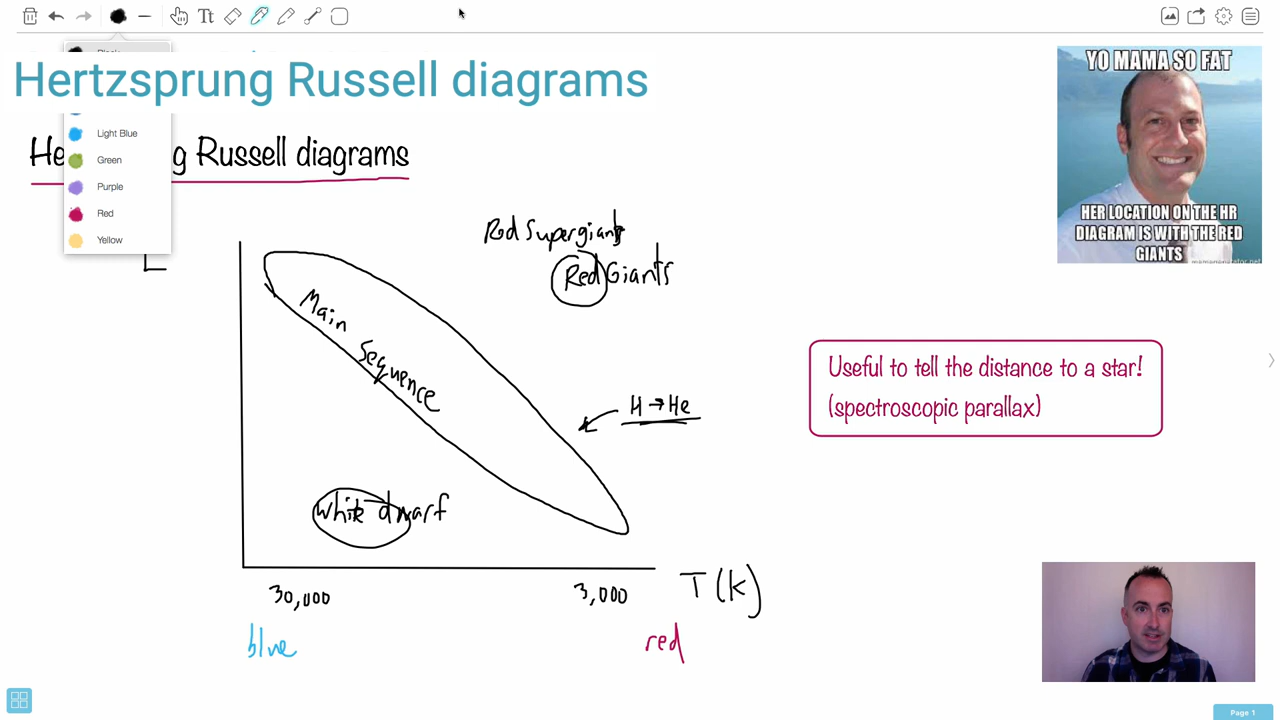 Hertzsprung Russell diagrams
Light Blue
Green
Purple
Red
Yellow
Russell diagrams
YO MAMA SO FAT
HER LOCATION ON THE HR
DIAGRAM IS WITH THE RED
GIANTS
L
Red Supergiants
Red Giants
Main
Sequence
H → He
White dwarf
Useful to tell the distance to a star!
(spectroscopic parallax)
30,000
3,000
T (K)
blue
red
Page 1